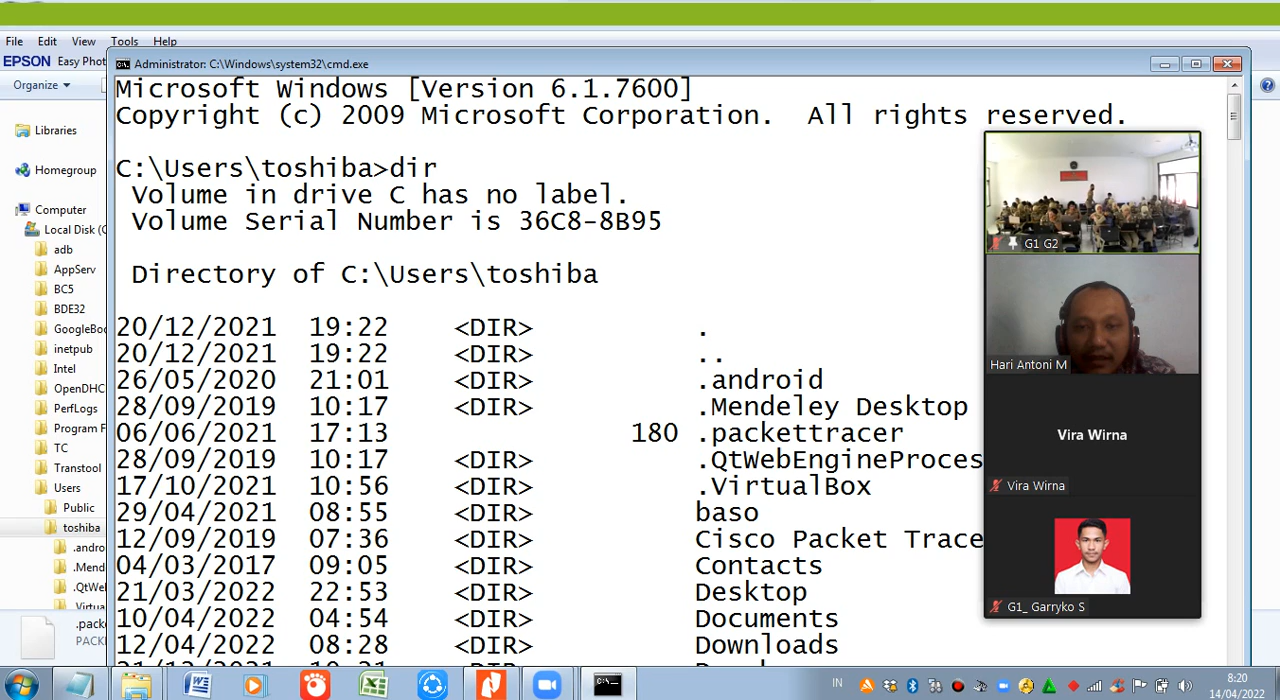 File Edit View Tools Help
EPSON Easy Phot
Organize
Libraries
Homegroup
Computer
Local Disk (C
adb
AppServ
BC5
BDE32
GoogleBoo
inetpub
Intel
OpenDHC
PerfLogs
Program F
TC
Transtool
Users
Public
toshiba
.andro
.Mend
.QtWeb
.Virtua
.packe
PACK
Administrator: C:\Windows\system32\cmd.exe
Microsoft Windows [Version 6.1.7600]
Copyright (c) 2009 Microsoft Corporation. All rights reserved.
C:\Users\toshiba>dir
Volume in drive C has no label.
Volume Serial Number is 36C8-8B95
Directory of C:\Users\toshiba
20/12/2021 19:22 <DIR> .
20/12/2021 19:22 <DIR> ..
26/05/2020 21:01 <DIR> .android
28/09/2019 10:17 <DIR> .Mendeley Desktop
06/06/2021 17:13 180 .packettracer
28/09/2019 10:17 <DIR> .QtWebEngineProces
17/10/2021 10:56 <DIR> .VirtualBox
29/04/2021 08:55 <DIR> baso
12/09/2019 07:36 <DIR> Cisco Packet Trace
04/03/2017 09:05 <DIR> Contacts
21/03/2022 22:53 <DIR> Desktop
10/04/2022 04:54 <DIR> Documents
12/04/2022 08:28 <DIR> Downloads
G1 G2
Hari Antoni M
Vira Wirna
Vira Wirna
G1_ Garryko S
IN
8:20
14/04/2022